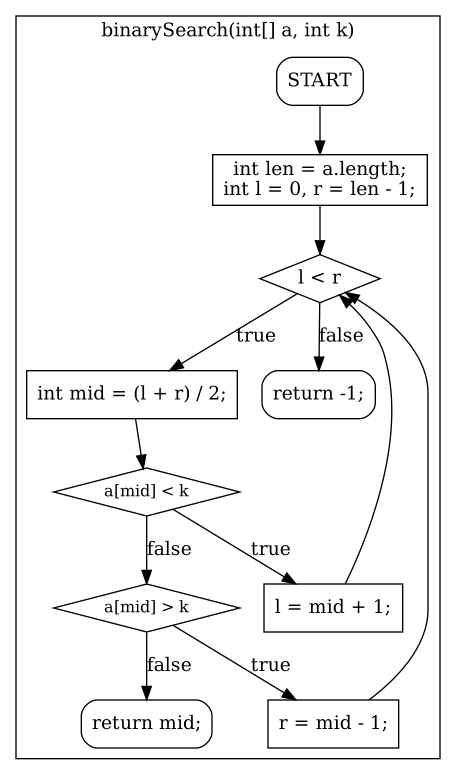 binarySearch(int[] a, int k)
START
int len = a.length;
int l = 0, r = len - 1;
l < r
true
false
int mid = (l + r) / 2;
return -1;
a[mid] < k
false
true
a[mid] > k
l = mid + 1;
false
true
return mid;
r = mid - 1;